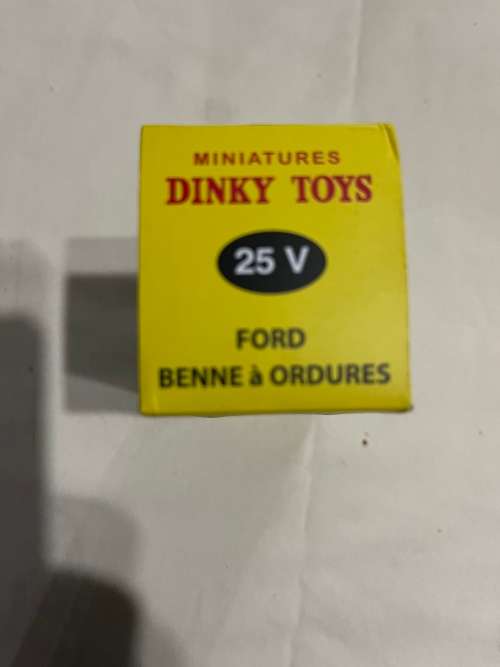 MINIATURES
DINKY TOYS
25 V
FORD
BENNE à ORDURES